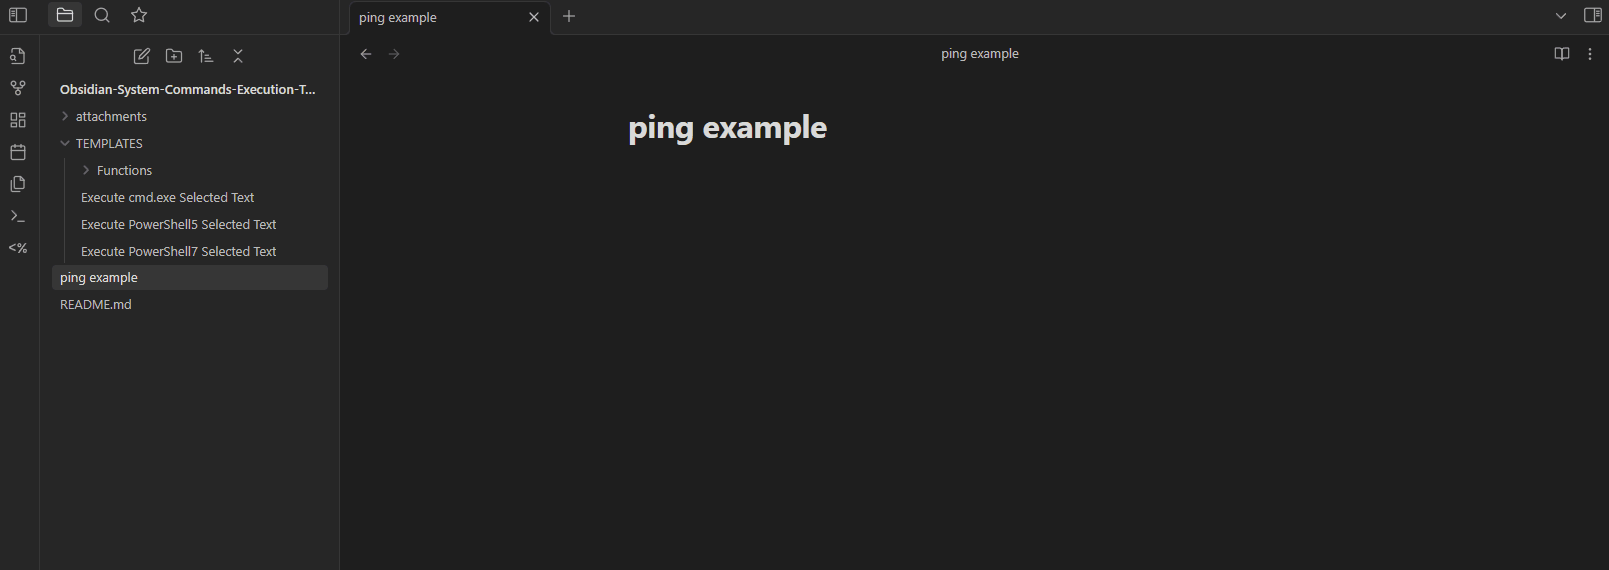 ping example
ping example
Obsidian-System-Commands-Execution-T...
attachments
TEMPLATES
Functions
Execute cmd.exe Selected Text
Execute PowerShell5 Selected Text
Execute PowerShell7 Selected Text
ping example
README.md
<%
ping example